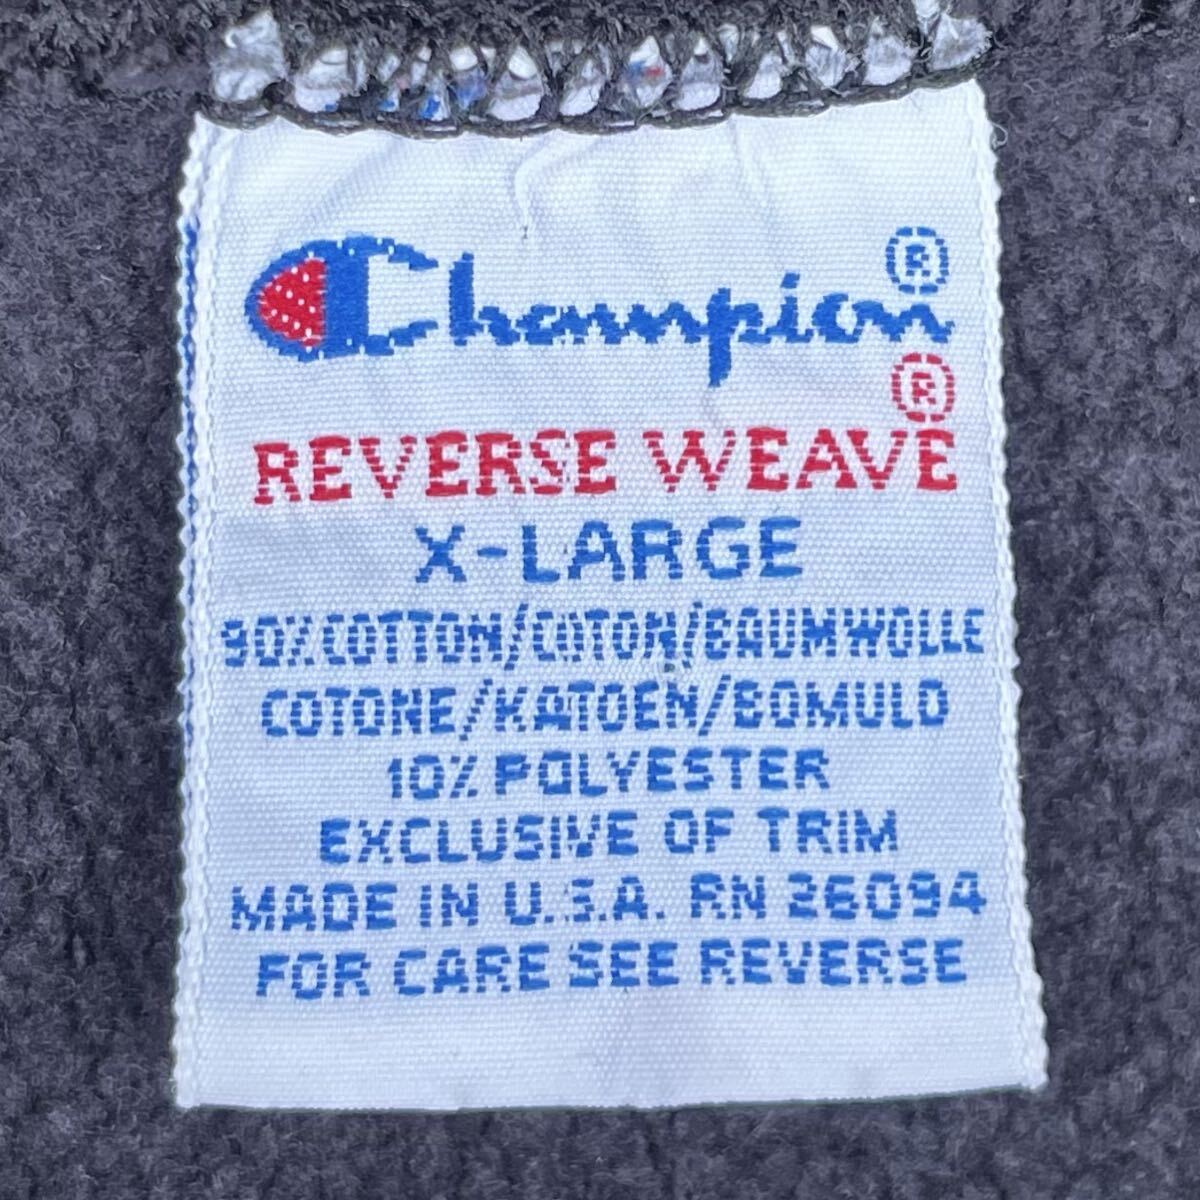 Champion®
REVERSE WEAVE®
X-LARGE
90% COTTON/COTON/BAUMWOLLE
COTONE/KATOEN/BOMULD
10% POLYESTER
EXCLUSIVE OF TRIM
MADE IN U.S.A. RN 26094
FOR CARE SEE REVERSE